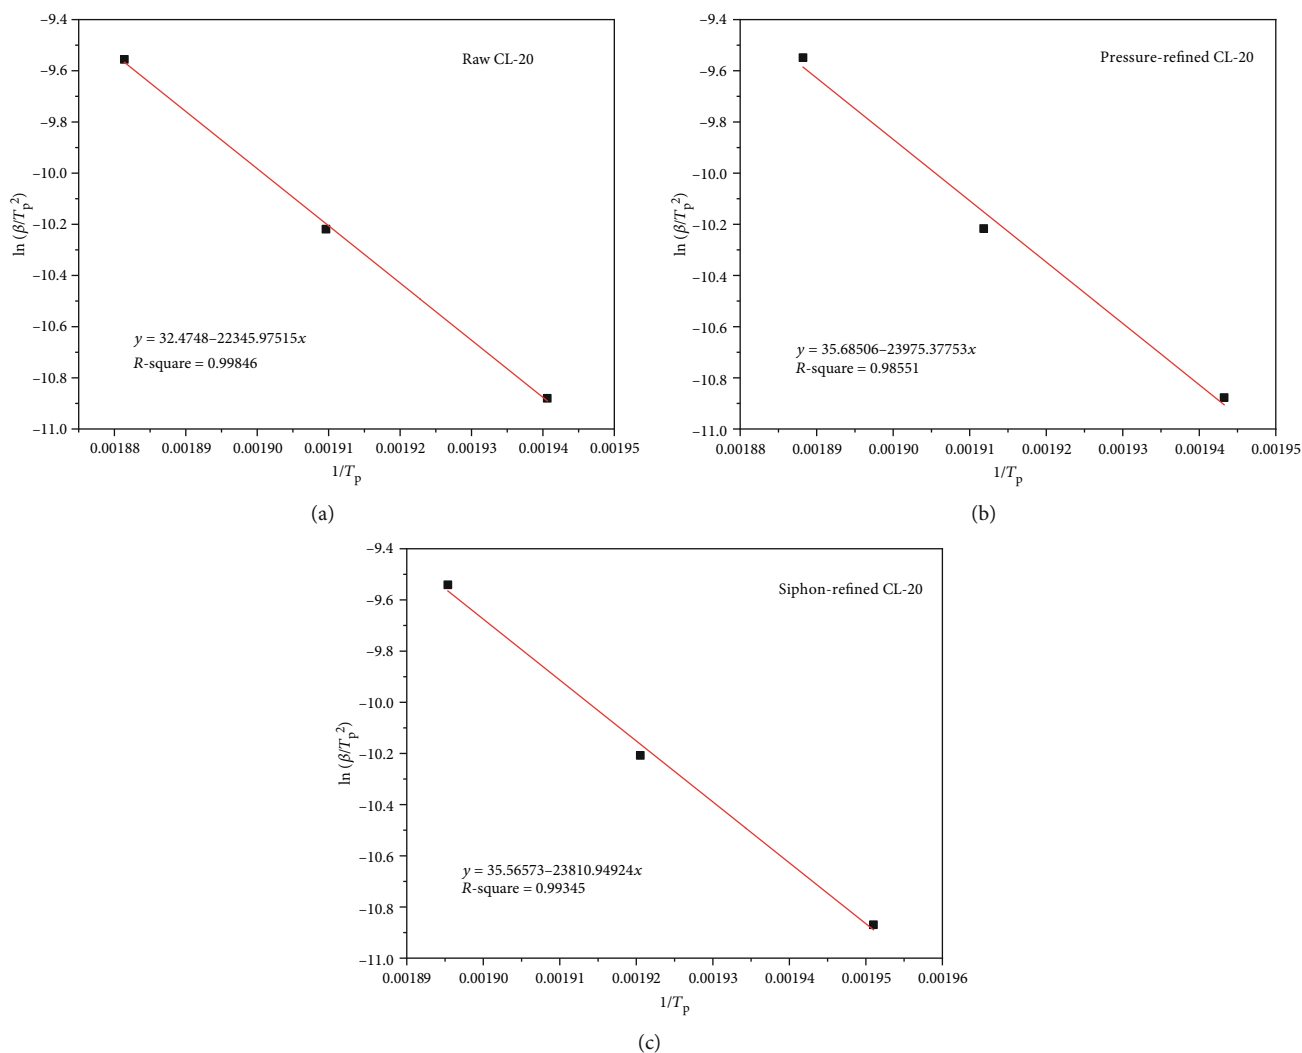 Raw CL-20
−9.4
−9.6
−9.8
−10.0
−10.2
−10.4
−10.6
−10.8
−11.0
ln (β/Tp²)
y = 32.4748–22345.97515x
R-square = 0.99846
0.00188 0.00189 0.00190 0.00191 0.00192 0.00193 0.00194 0.00195
1/Tp
(a)
Pressure-refined CL-20
−9.4
−9.6
−9.8
−10.0
−10.2
−10.4
−10.6
−10.8
−11.0
ln (β/Tp²)
y = 35.68506–23975.37753x
R-square = 0.98551
0.00188 0.00189 0.00190 0.00191 0.00192 0.00193 0.00194 0.00195
1/Tp
(b)
Siphon-refined CL-20
−9.4
−9.6
−9.8
−10.0
−10.2
−10.4
−10.6
−10.8
−11.0
ln (β/Tp²)
y = 35.56573–23810.94924x
R-square = 0.99345
0.00189 0.00190 0.00191 0.00192 0.00193 0.00194 0.00195 0.00196
1/Tp
(c)